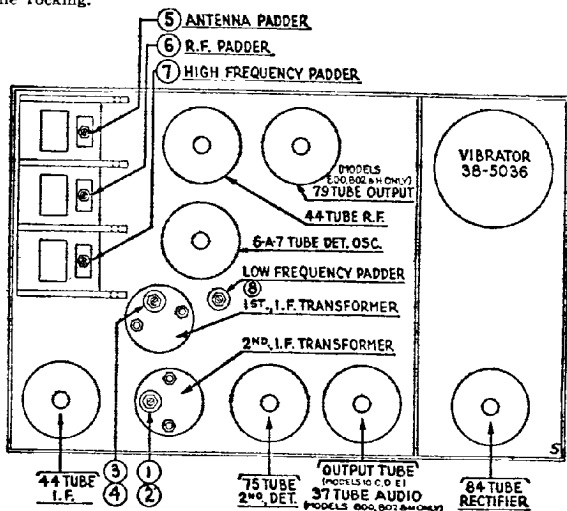 ne rocking.
⑤ ANTENNA PADDER
⑥ R.F. PADDER
⑦ HIGH FREQUENCY PADDER
VIBRATOR
38-5036
(MODELS
800, 802 & H ONLY)
79 TUBE OUTPUT
44 TUBE R.F.
6-A-7 TUBE DET. OSC.
LOW FREQUENCY PADDER
⑧
1ST., I.F. TRANSFORMER
2ND., I.F. TRANSFORMER
44 TUBE
I.F.
③
④
①
②
75 TUBE
2ND, DET.
OUTPUT TUBE
(MODELS 10 C, D, E)
37 TUBE AUDIO
(MODELS 800, 802 & H ONLY)
84 TUBE
RECTIFIER
S